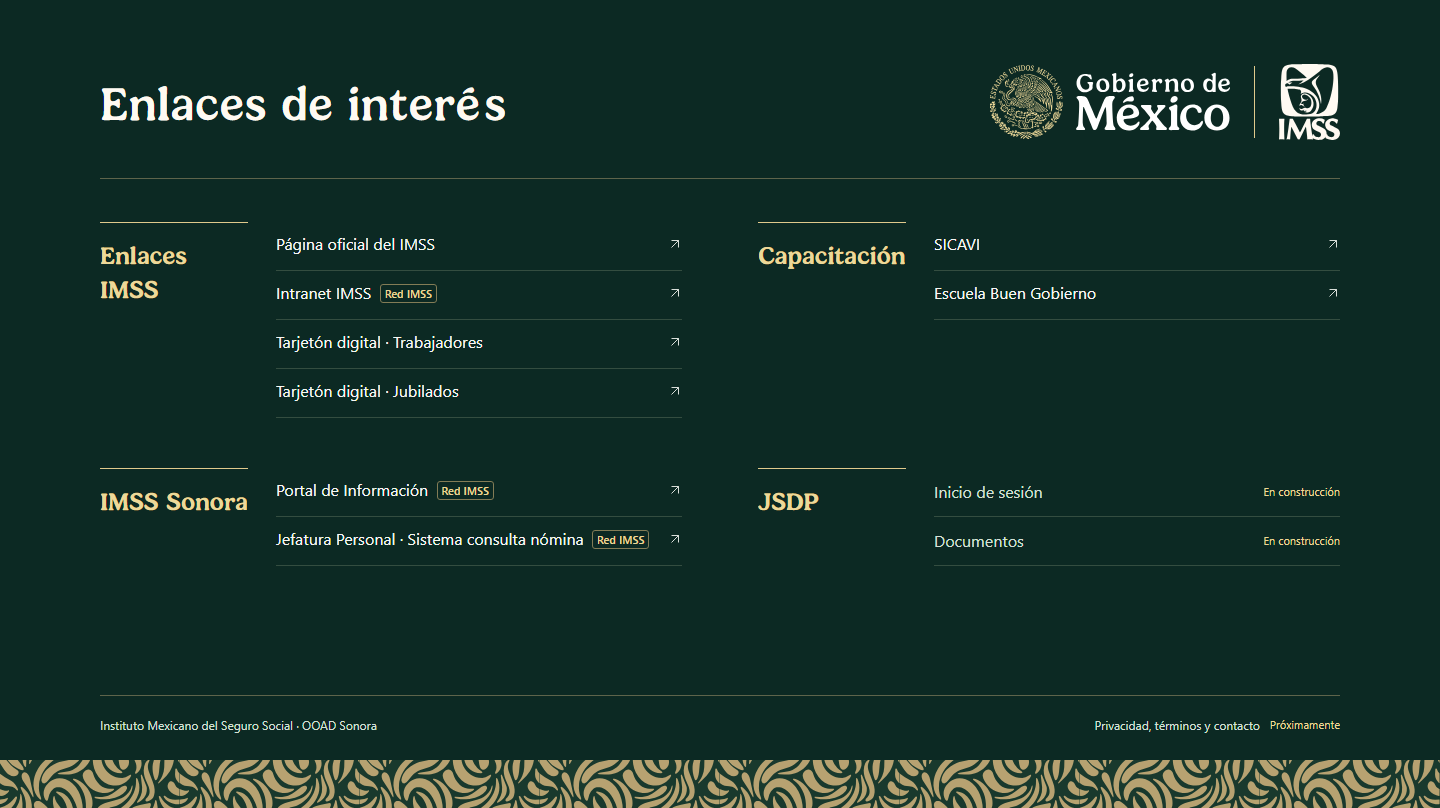 Enlaces de interés
ESTADOS UNIDOS MEXICANOS
Gobierno de
México
IMSS
Enlaces
IMSS
Página oficial del IMSS
Intranet IMSS Red IMSS
Tarjetón digital · Trabajadores
Tarjetón digital · Jubilados
Capacitación
SICAVI
Escuela Buen Gobierno
IMSS Sonora
Portal de Información Red IMSS
Jefatura Personal · Sistema consulta nómina Red IMSS
JSDP
Inicio de sesión En construcción
Documentos En construcción
Instituto Mexicano del Seguro Social · OOAD Sonora
Privacidad, términos y contacto Próximamente